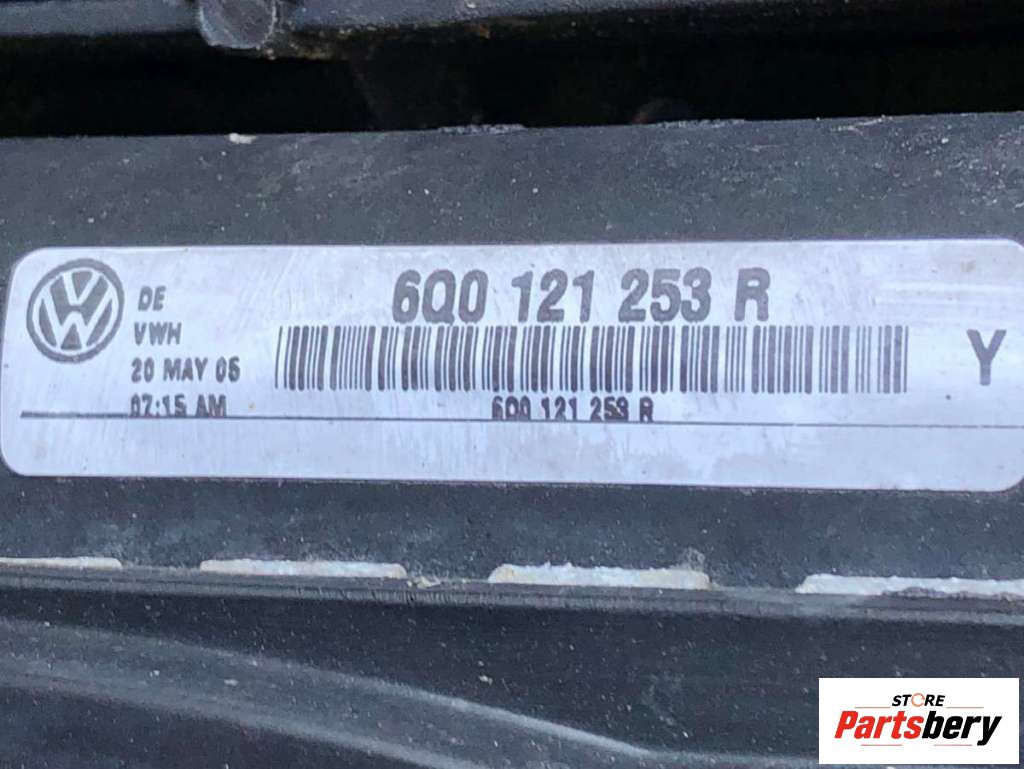 6Q0 121 253 R
DE
VWH
20 MAY 05
07:15 AM
Y
6Q0 121 253 R
STORE
Partsbery